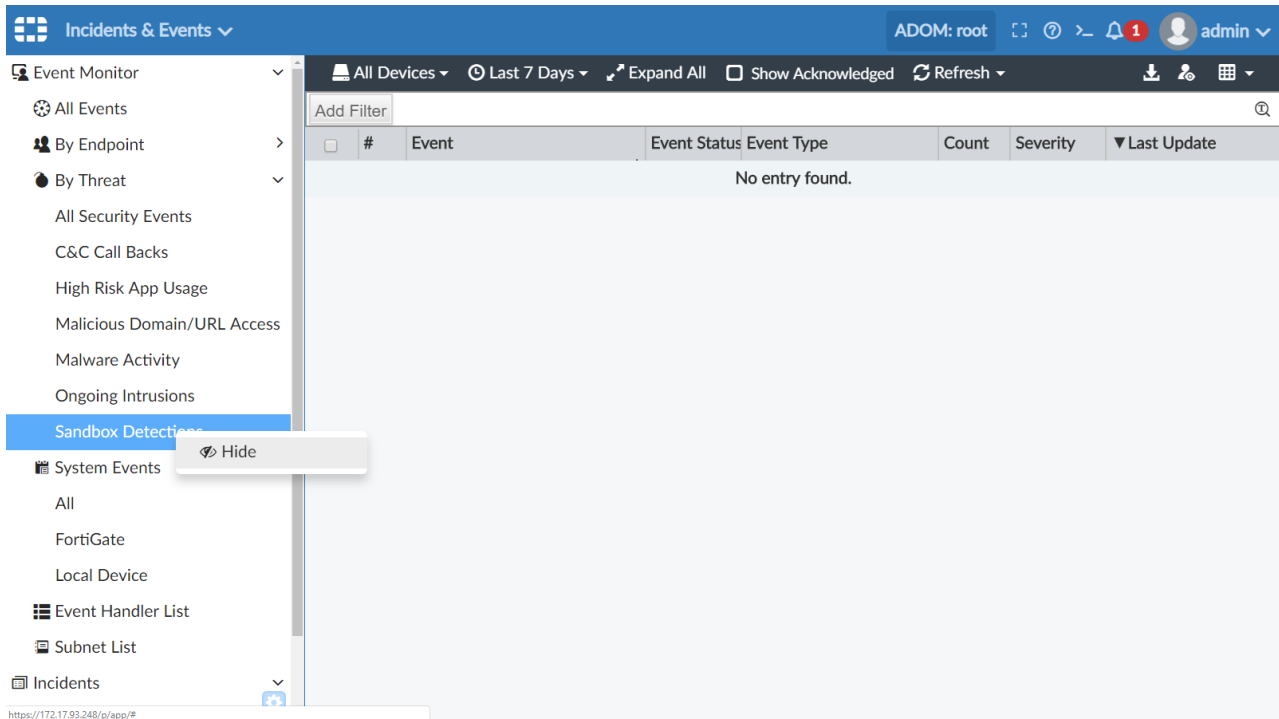 Incidents & Events
ADOM: root
1
admin
Event Monitor
All Events
By Endpoint
By Threat
All Security Events
C&C Call Backs
High Risk App Usage
Malicious Domain/URL Access
Malware Activity
Ongoing Intrusions
Sandbox Detections
Hide
System Events
All
FortiGate
Local Device
Event Handler List
Subnet List
Incidents
https://172.17.93.248/p/app/#
All Devices Last 7 Days Expand All Show Acknowledged Refresh
Add Filter
# Event Event Status Event Type Count Severity Last Update
No entry found.